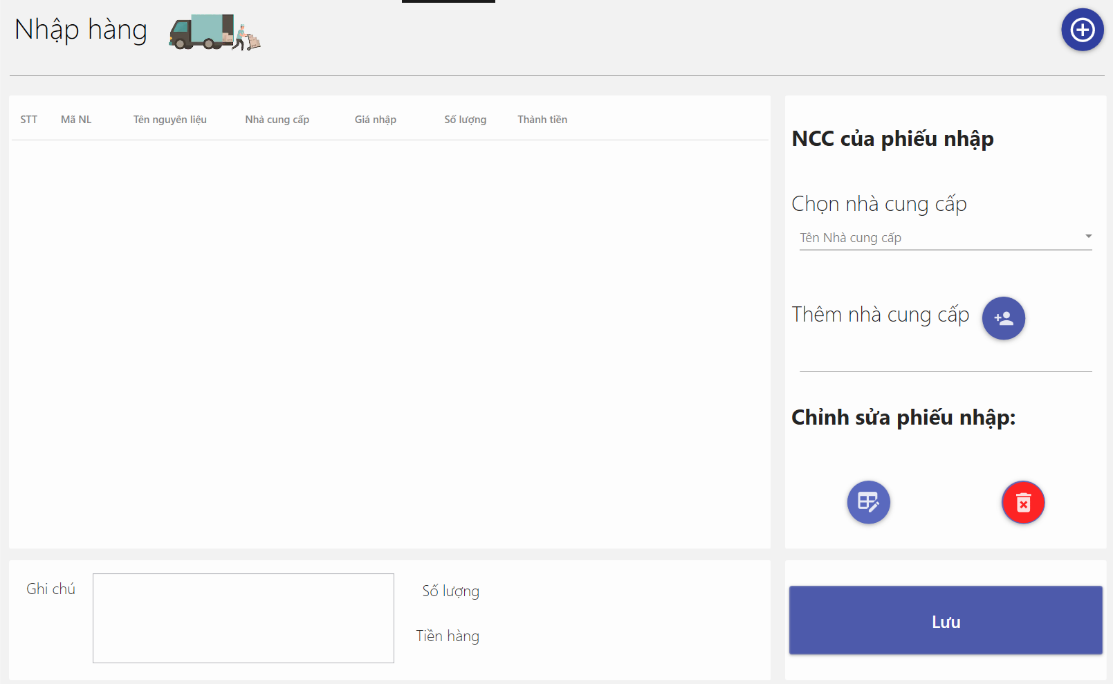 Nhập hàng
STT Mã NL Tên nguyên liệu Nhà cung cấp Giá nhập Số lượng Thành tiền
NCC của phiếu nhập
Chọn nhà cung cấp
Tên Nhà cung cấp
Thêm nhà cung cấp
Chỉnh sửa phiếu nhập:
Ghi chú
Số lượng
Tiền hàng
Lưu